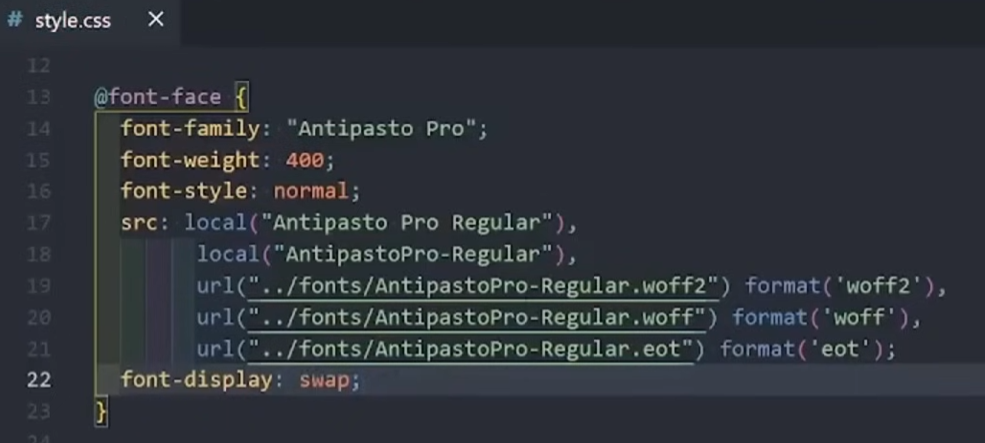 # style.css ×
12
13 @font-face {
14 font-family: "Antipasto Pro";
15 font-weight: 400;
16 font-style: normal;
17 src: local("Antipasto Pro Regular"),
18 local("AntipastoPro-Regular"),
19 url("../fonts/AntipastoPro-Regular.woff2") format('woff2'),
20 url("../fonts/AntipastoPro-Regular.woff") format('woff'),
21 url("../fonts/AntipastoPro-Regular.eot") format('eot');
22 font-display: swap;
23 }
24